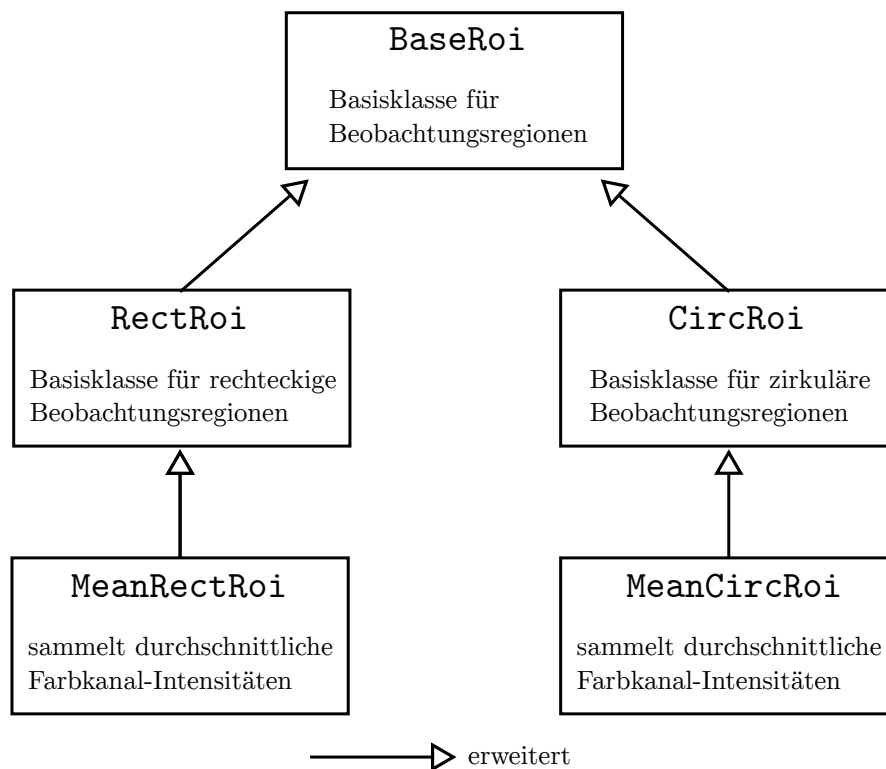 BaseRoi
Basisklasse für
Beobachtungsregionen
RectRoi
Basisklasse für rechteckige
Beobachtungsregionen
CircRoi
Basisklasse für zirkuläre
Beobachtungsregionen
MeanRectRoi
sammelt durchschnittliche
Farbkanal-Intensitäten
MeanCircRoi
sammelt durchschnittliche
Farbkanal-Intensitäten
erweitert